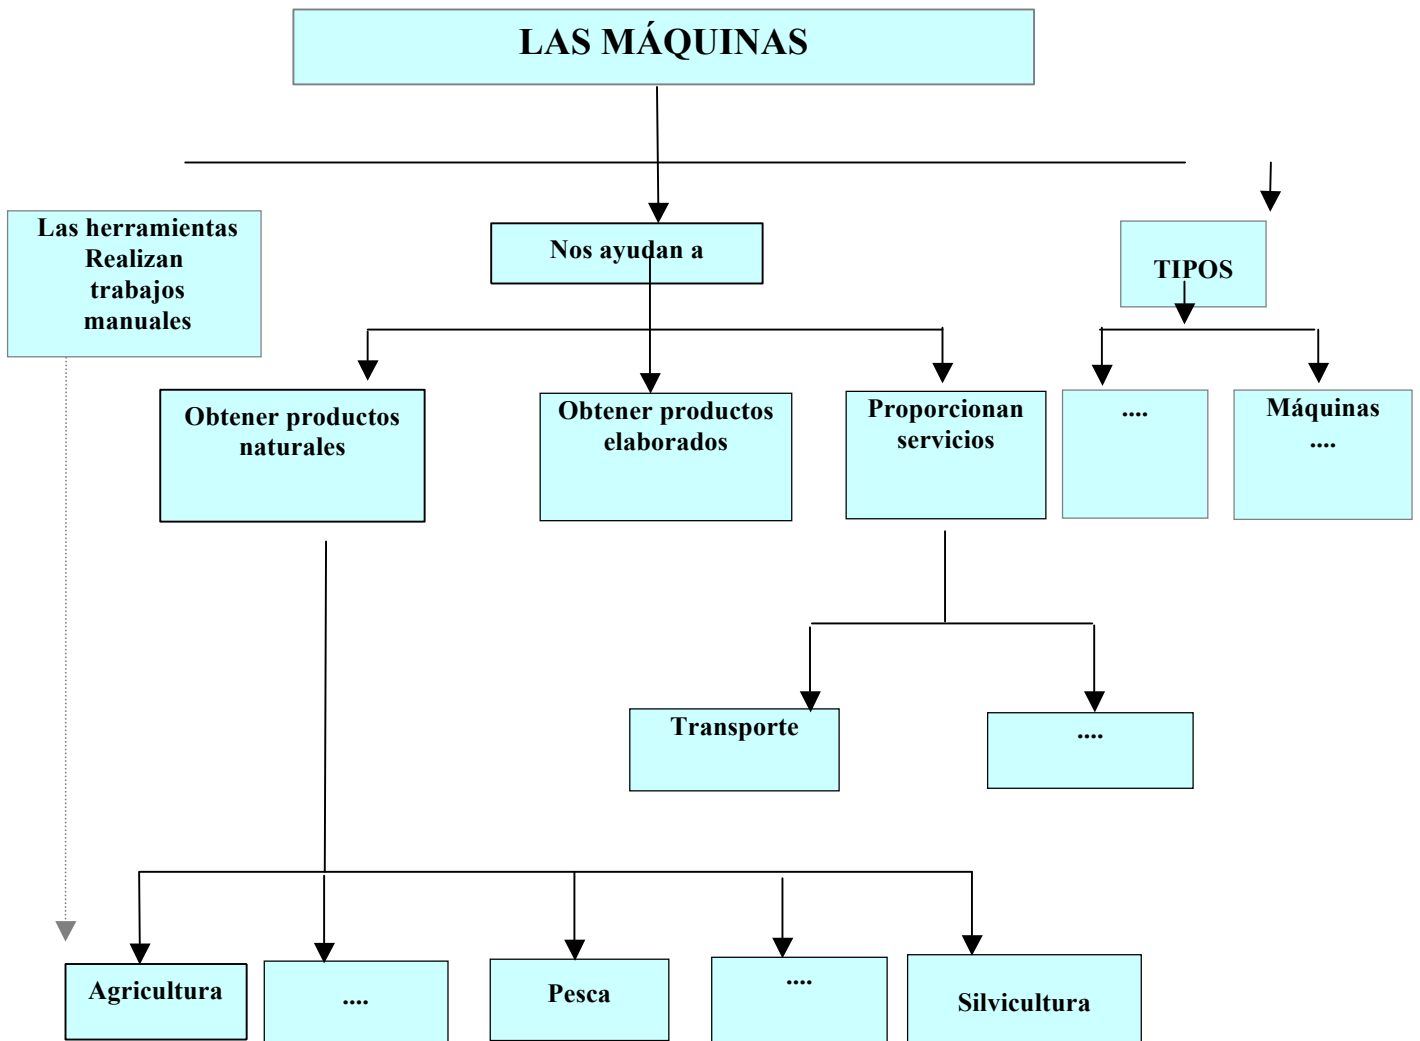 LAS MÁQUINAS
Las herramientas
Realizan
trabajos
manuales
Nos ayudan a
TIPOS
Obtener productos
naturales
Obtener productos
elaborados
Proporcionan
servicios
....
Máquinas
....
Transporte
....
Agricultura
....
Pesca
....
Silvicultura